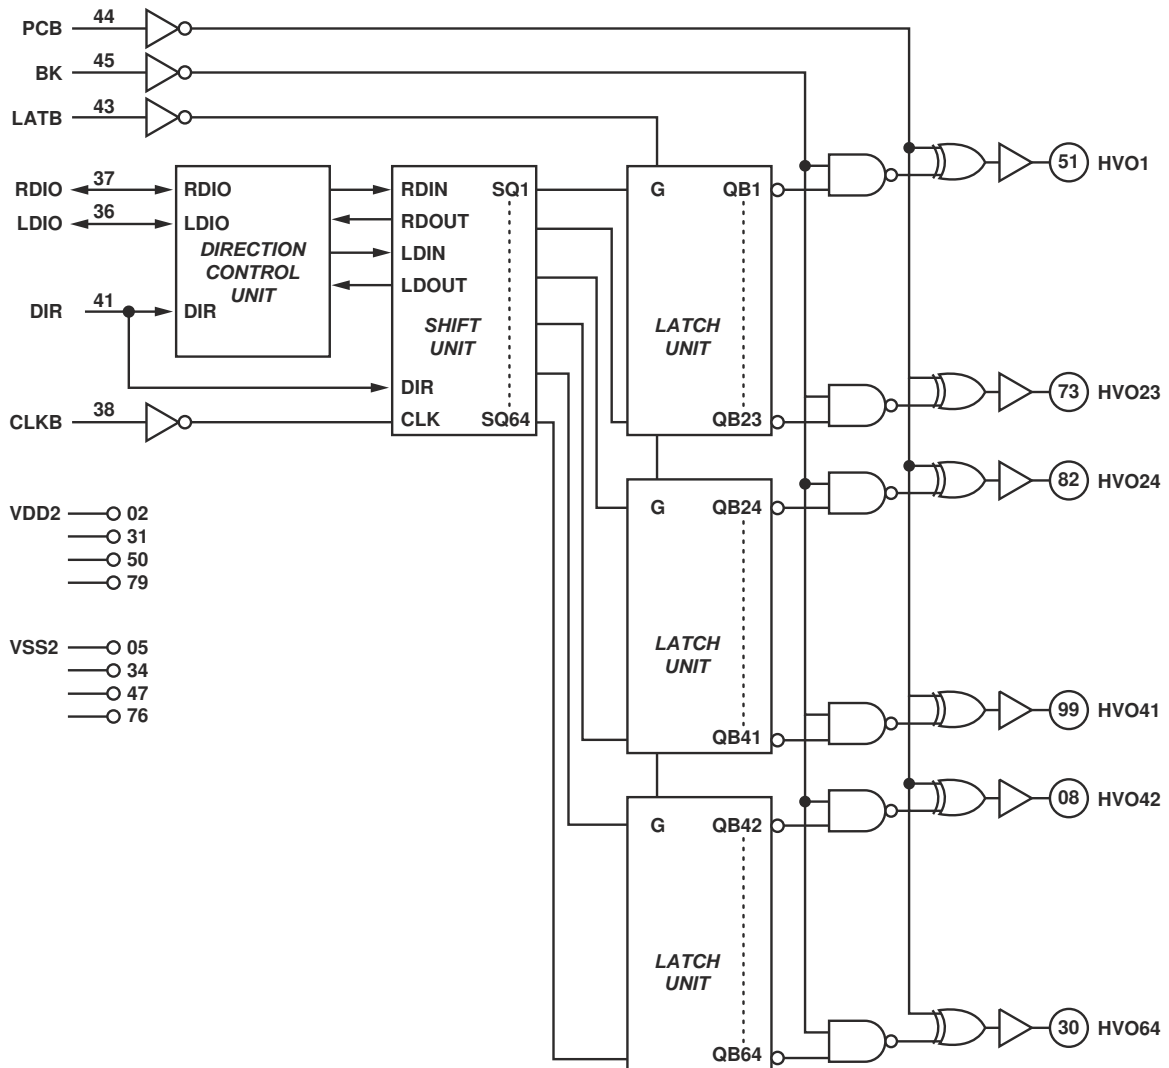 PCB 44
BK 45
LATB 43
RDIO 37
LDIO 36
DIR 41
CLKB 38
RDIO
LDIO
DIRECTION
CONTROL
UNIT
DIR
RDIN SQ1
RDOUT
LDIN
LDOUT
SHIFT
UNIT
DIR
CLK SQ64
G QB1
LATCH
UNIT
QB23
G QB24
LATCH
UNIT
QB41
G QB42
LATCH
UNIT
QB64
51 HVO1
73 HVO23
82 HVO24
99 HVO41
08 HVO42
30 HVO64
VDD2 02
31
50
79
VSS2 05
34
47
76